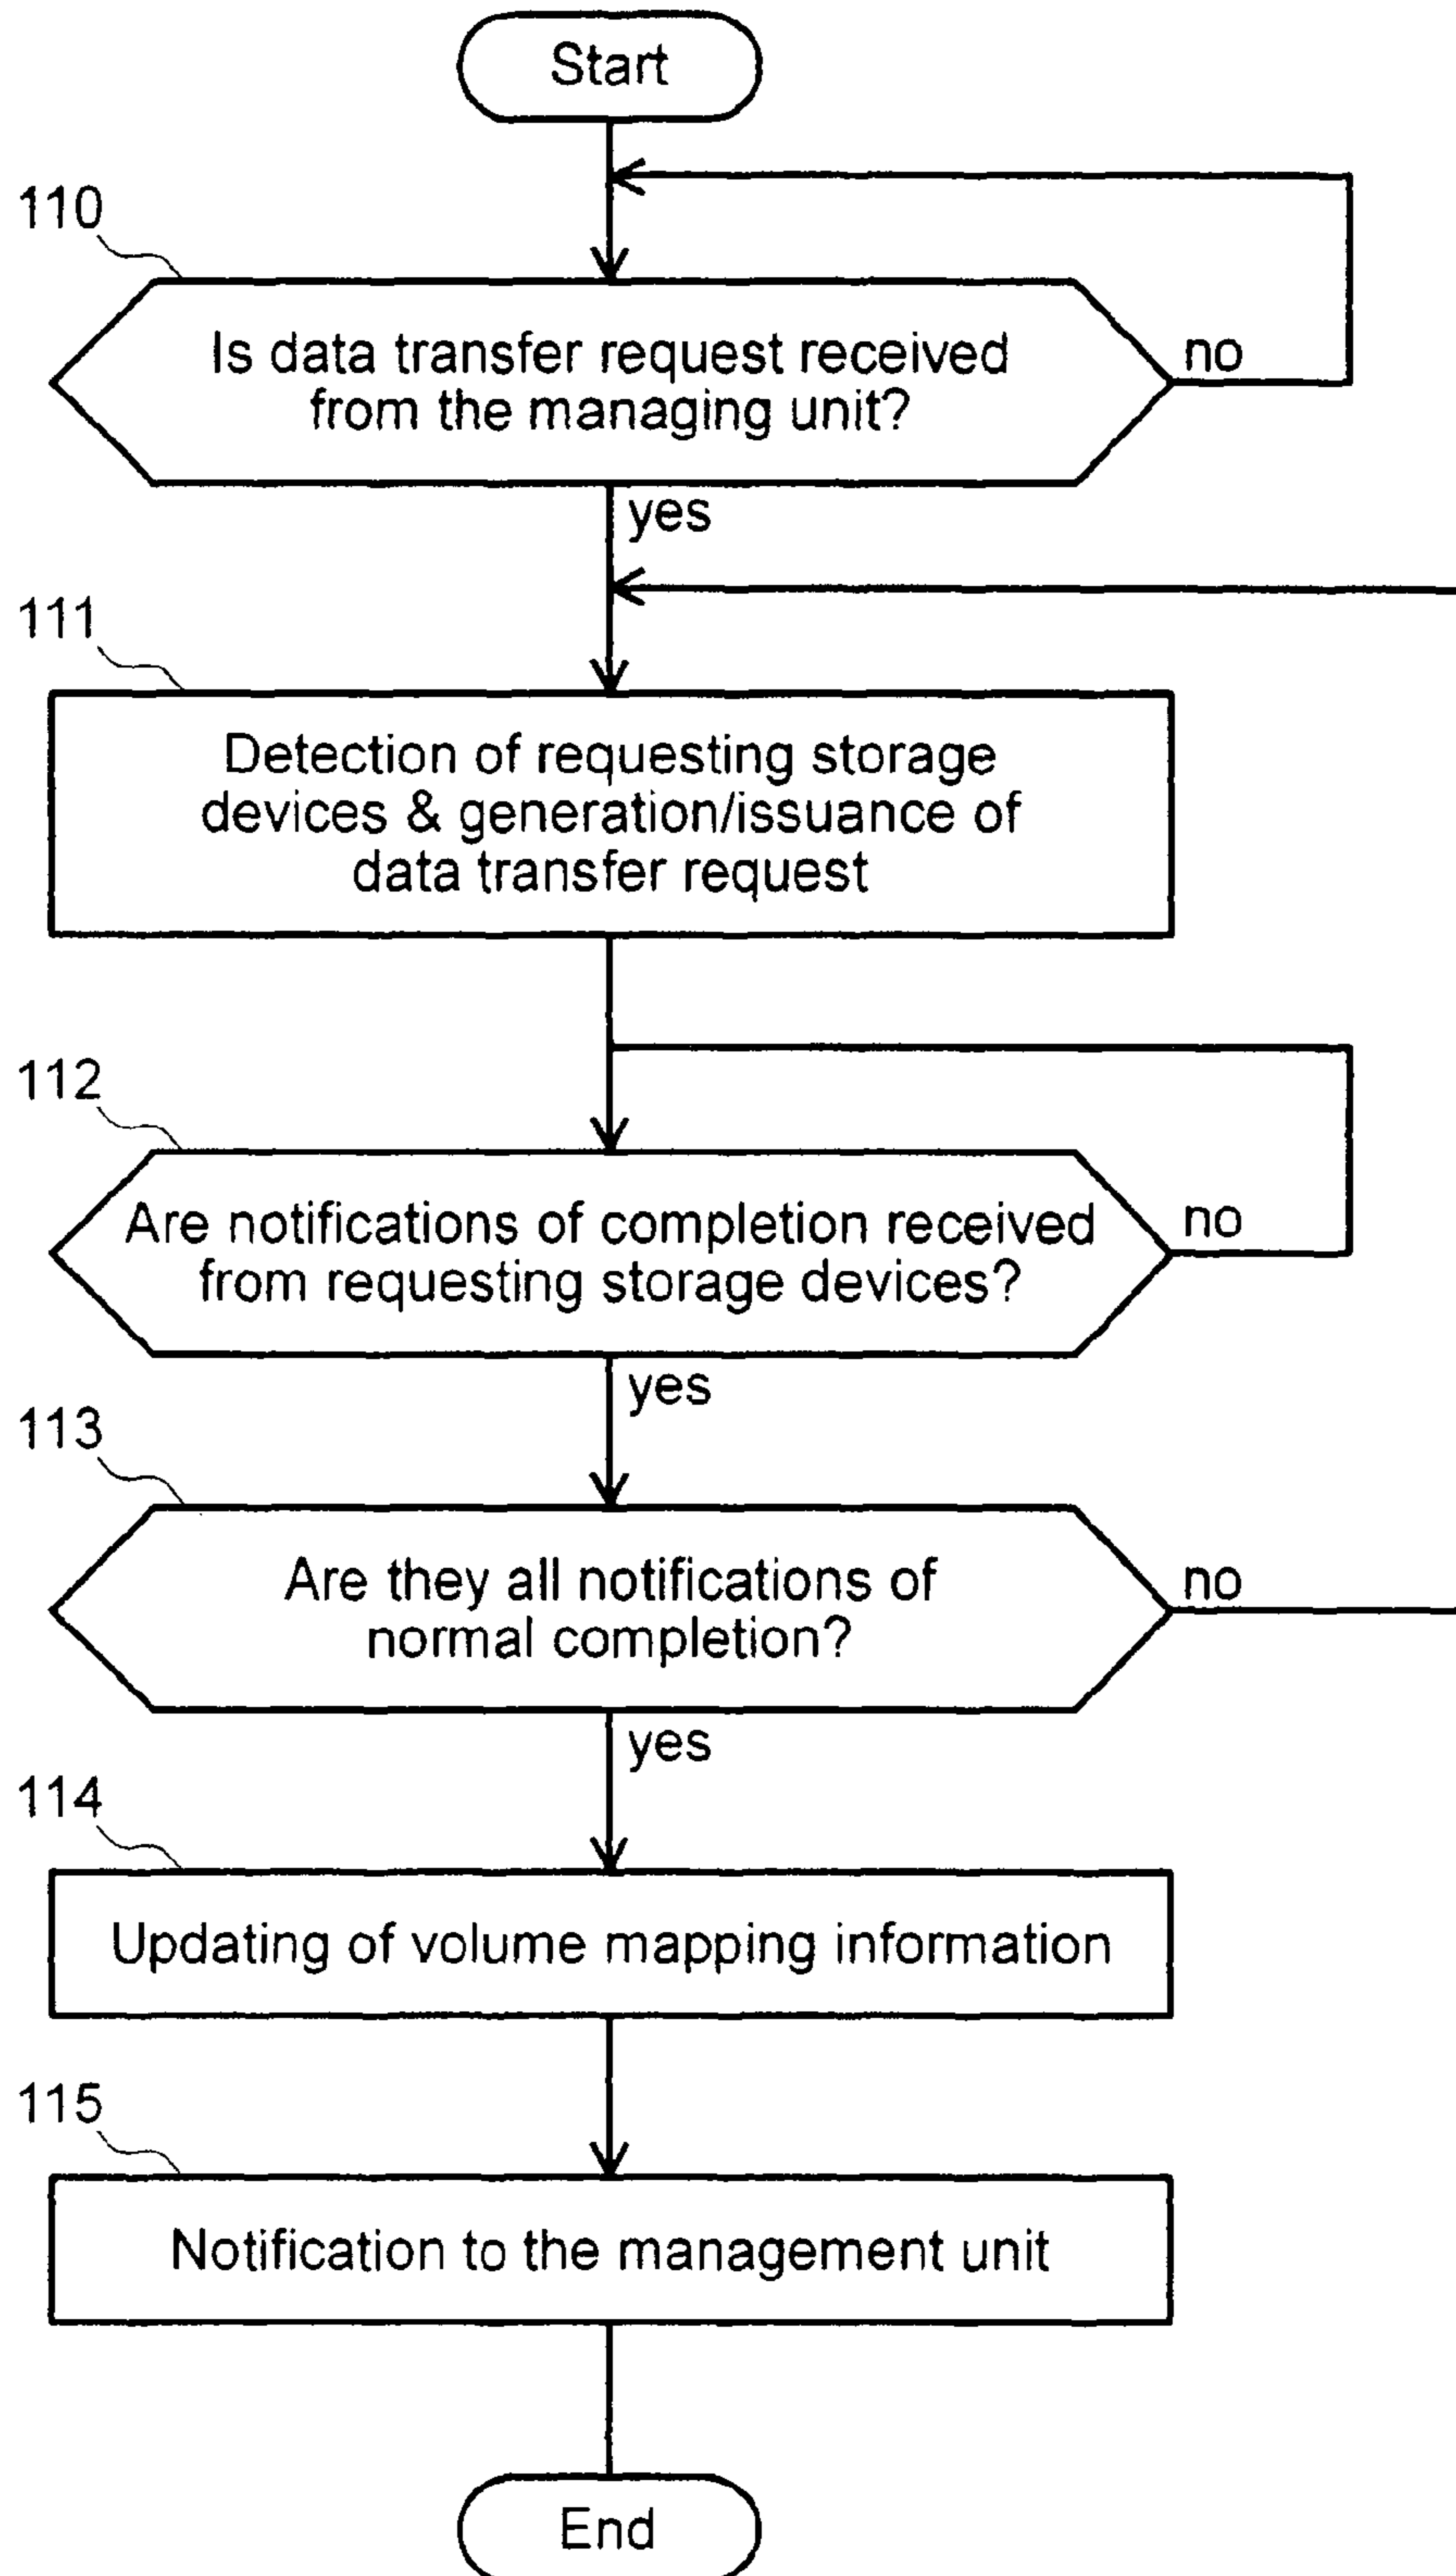 Start
110
Is data transfer request received
from the managing unit?
no
yes
111
Detection of requesting storage
devices & generation/issuance of
data transfer request
112
Are notifications of completion received
from requesting storage devices?
no
yes
113
Are they all notifications of
normal completion?
no
yes
114
Updating of volume mapping information
115
Notification to the management unit
End